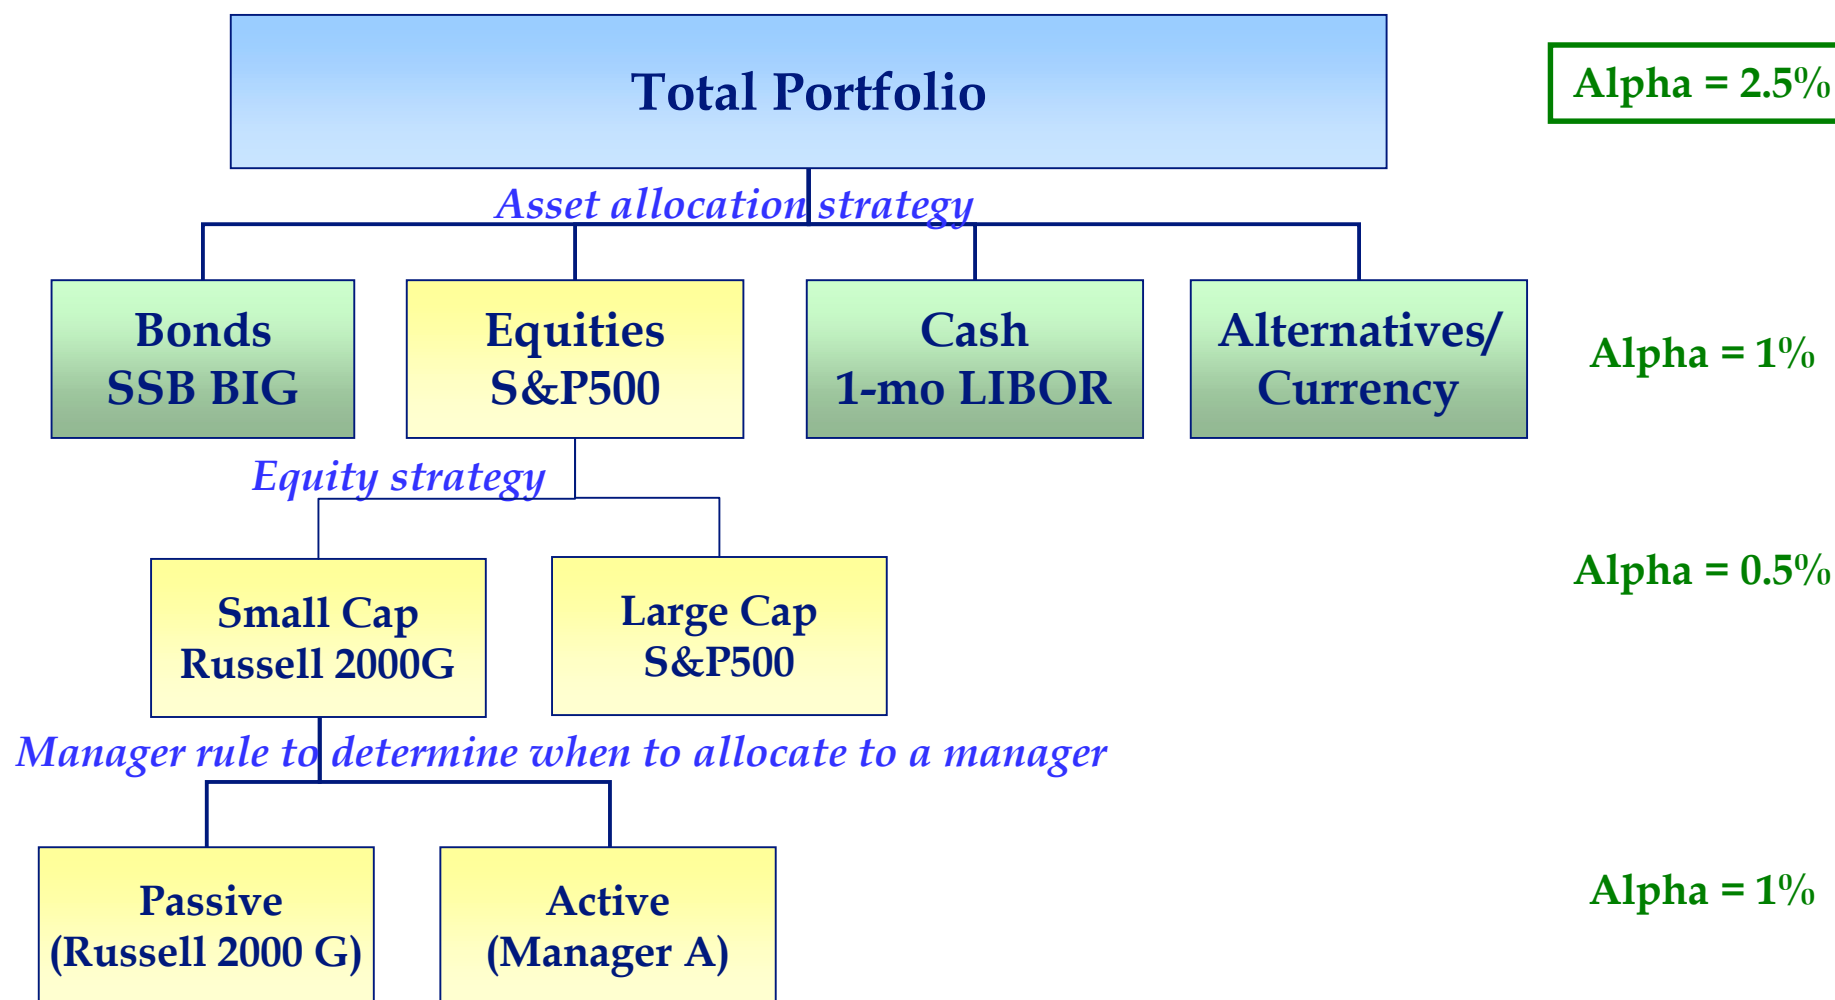 Total Portfolio
Alpha = 2.5%
Asset allocation strategy
Bonds
SSB BIG
Equities
S&P500
Cash
1-mo LIBOR
Alternatives/
Currency
Alpha = 1%
Equity strategy
Small Cap
Russell 2000G
Large Cap
S&P500
Alpha = 0.5%
Manager rule to determine when to allocate to a manager
Passive
(Russell 2000 G)
Active
(Manager A)
Alpha = 1%